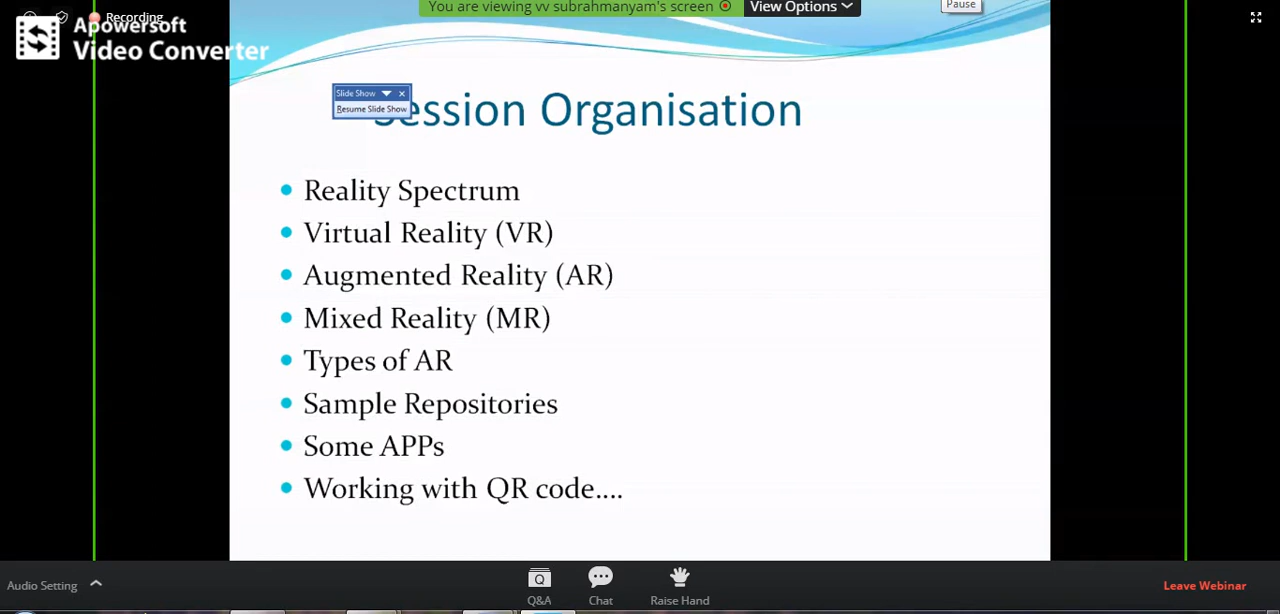 Recording
You are viewing vv subrahmanyam's screen
View Options
Pause
Apowersoft
Video Converter
Slide Show
Resume Slide Show
Session Organisation
Reality Spectrum
Virtual Reality (VR)
Augmented Reality (AR)
Mixed Reality (MR)
Types of AR
Sample Repositories
Some APPs
Working with QR code....
Audio Setting
Q
Q&A
Chat
Raise Hand
Leave Webinar